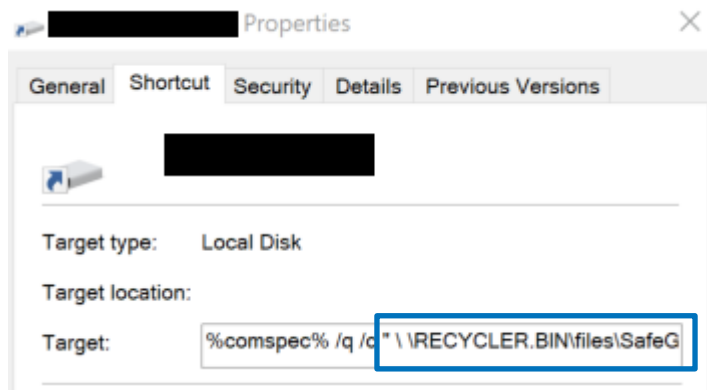 Properties
General Shortcut Security Details Previous Versions
Target type: Local Disk
Target location:
Target: %comspec% /q /c " \ \RECYCLER.BIN\files\SafeG